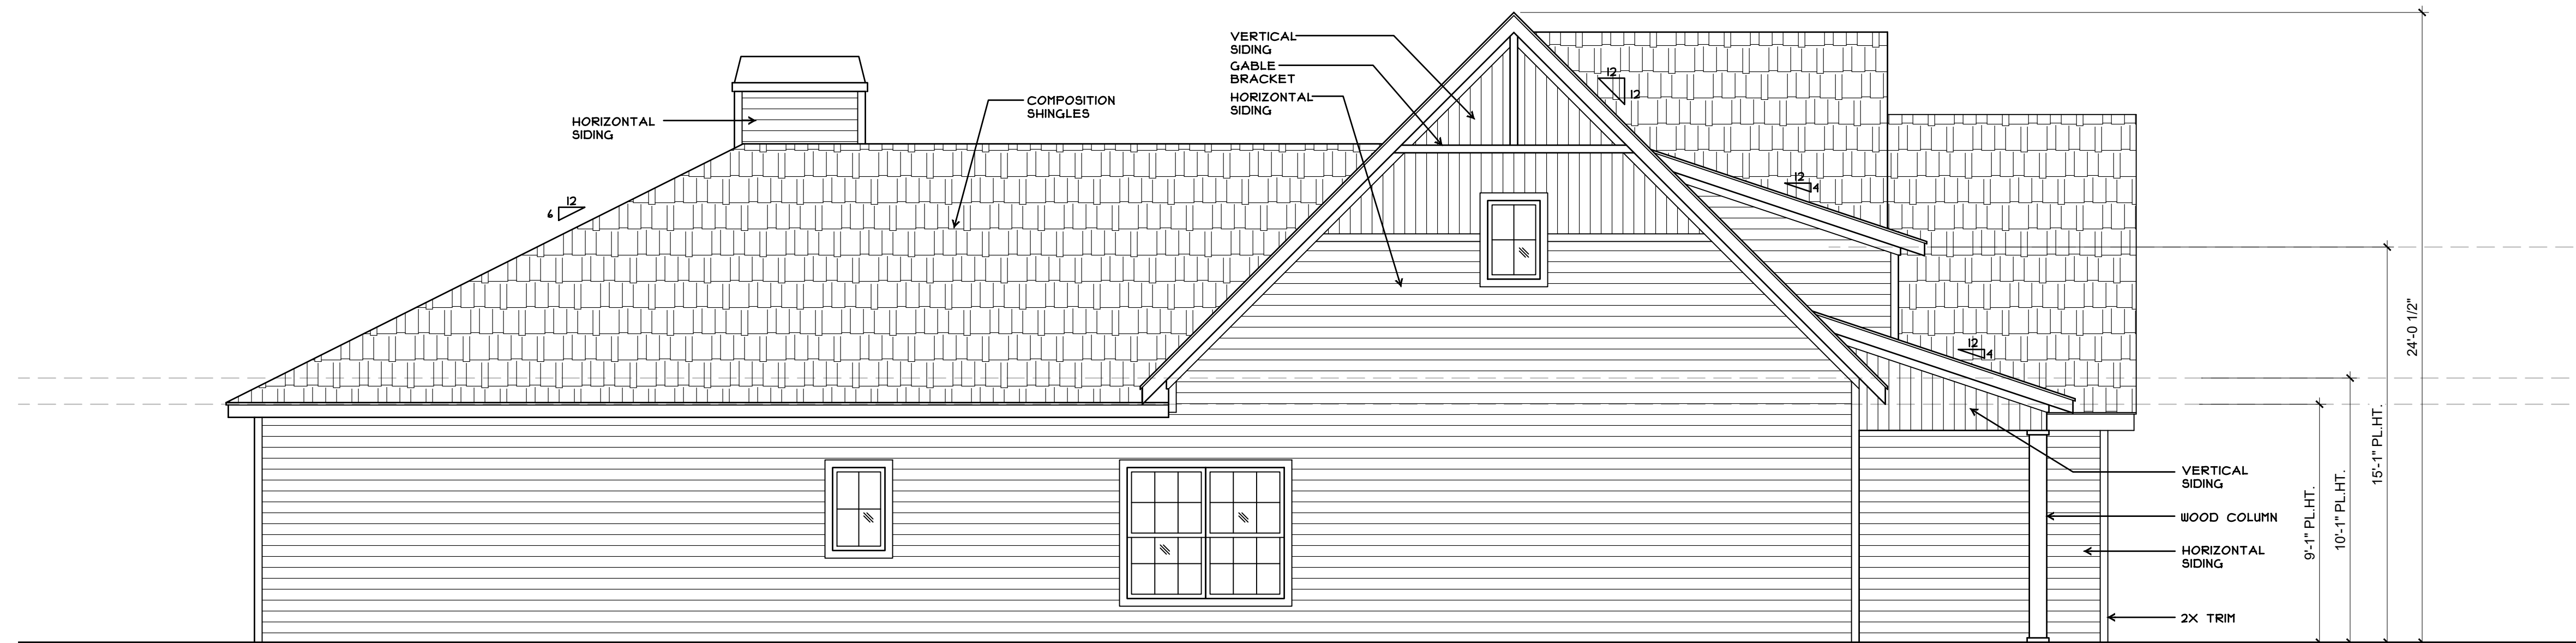 VERTICAL
SIDING
GABLE
BRACKET
HORIZONTAL
SIDING
COMPOSITION
SHINGLES
HORIZONTAL
SIDING
12
6
12
12
12
4
12
4
VERTICAL
SIDING
WOOD COLUMN
HORIZONTAL
SIDING
2X TRIM
9'-1" PL.HT.
10'-1" PL.HT.
15'-1" PL.HT.
24'-0 1/2"